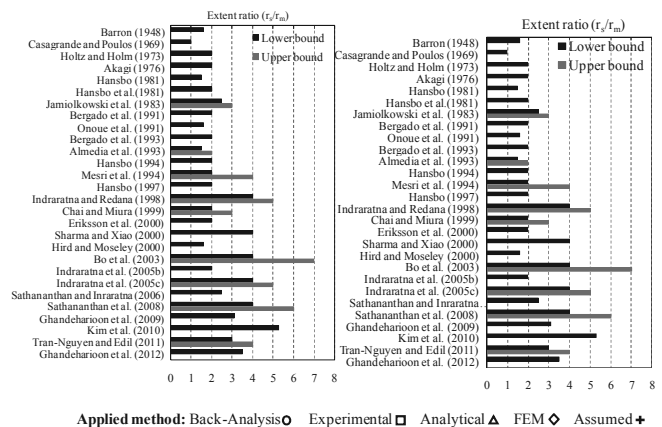 Extent ratio (rs/rm)
Barron (1948)
Casagrande and Poulos (1969)
Holtz and Holm (1973)
Akagi (1976)
Hansbo (1981)
Hansbo et al.(1981)
Jamiolkowski et al. (1983)
Bergado et al. (1991)
Onoue et al. (1991)
Bergado et al. (1993)
Almedia et al. (1993)
Hansbo (1994)
Mesri et al. (1994)
Hansbo (1997)
Indraratna and Redana (1998)
Chai and Miura (1999)
Eriksson et al. (2000)
Sharma and Xiao (2000)
Hird and Moseley (2000)
Bo et al. (2003)
Indraratna et al. (2005b)
Indraratna et al. (2005c)
Sathananthan and Inraratna (2006)
Sathananthan et al. (2008)
Ghandeharioon et al. (2009)
Kim et al. (2010)
Tran-Nguyen and Edil (2011)
Ghandeharioon et al. (2012)
Lower bound
Upper bound
0 1 2 3 4 5 6 7 8
Extent ratio (rs/rm)
Barron (1948)
Casagrande and Poulos (1969)
Holtz and Holm (1973)
Akagi (1976)
Hansbo (1981)
Hansbo et al.(1981)
Jamiolkowski et al. (1983)
Bergado et al. (1991)
Onoue et al. (1991)
Bergado et al. (1993)
Almedia et al. (1993)
Hansbo (1994)
Mesri et al. (1994)
Hansbo (1997)
Indraratna and Redana (1998)
Chai and Miura (1999)
Eriksson et al. (2000)
Sharma and Xiao (2000)
Hird and Moseley (2000)
Bo et al. (2003)
Indraratna et al. (2005b)
Indraratna et al. (2005c)
Sathananthan and Inraratna...
Sathananthan et al. (2008)
Ghandeharioon et al. (2009)
Kim et al. (2010)
Tran-Nguyen and Edil (2011)
Ghandeharioon et al. (2012)
Lower bound
Upper bound
0 1 2 3 4 5 6 7 8
Applied method: Back-Analysis Experimental Analytical FEM Assumed